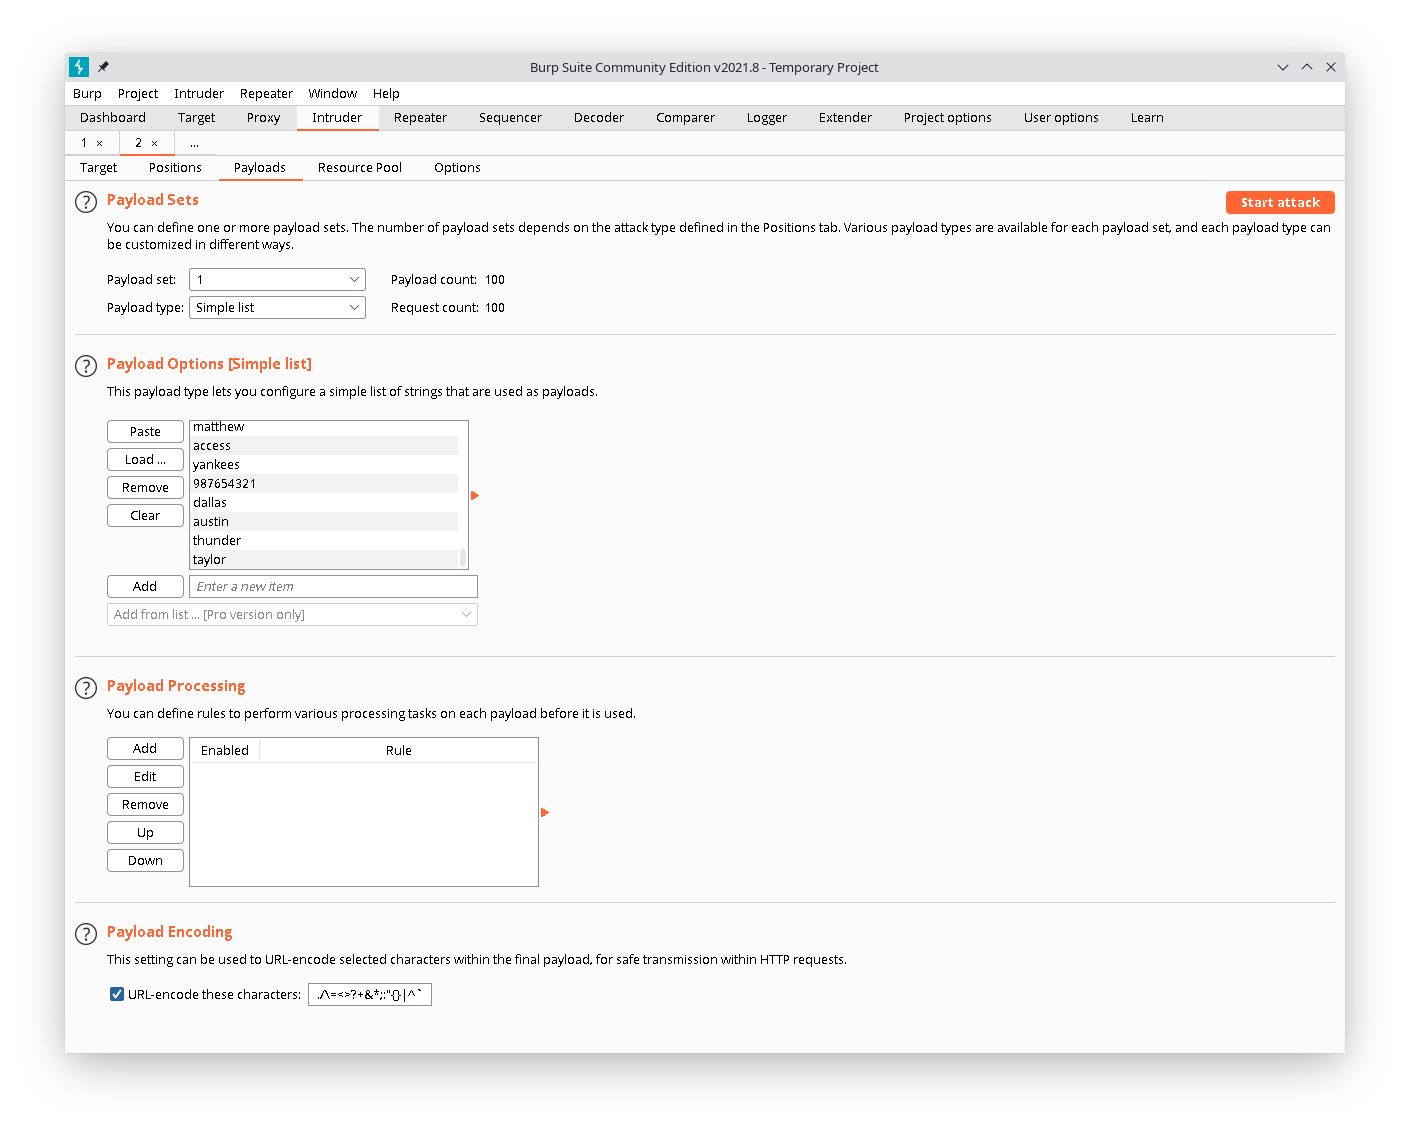 Burp Suite Community Edition v2021.8 - Temporary Project
Burp Project Intruder Repeater Window Help
Dashboard Target Proxy Intruder Repeater Sequencer Decoder Comparer Logger Extender Project options User options Learn
1 × 2 × ...
Target Positions Payloads Resource Pool Options
? Payload Sets Start attack
You can define one or more payload sets. The number of payload sets depends on the attack type defined in the Positions tab. Various payload types are available for each payload set, and each payload type can
be customized in different ways.
Payload set: 1 Payload count: 100
Payload type: Simple list Request count: 100
? Payload Options [Simple list]
This payload type lets you configure a simple list of strings that are used as payloads.
Paste
Load ...
Remove
Clear
matthew
access
yankees
987654321
dallas
austin
thunder
taylor
Add Enter a new item
Add from list ... [Pro version only]
? Payload Processing
You can define rules to perform various processing tasks on each payload before it is used.
Add
Edit
Remove
Up
Down
Enabled Rule
? Payload Encoding
This setting can be used to URL-encode selected characters within the final payload, for safe transmission within HTTP requests.
URL-encode these characters: ./\=<>?+&*;:"{}|^`